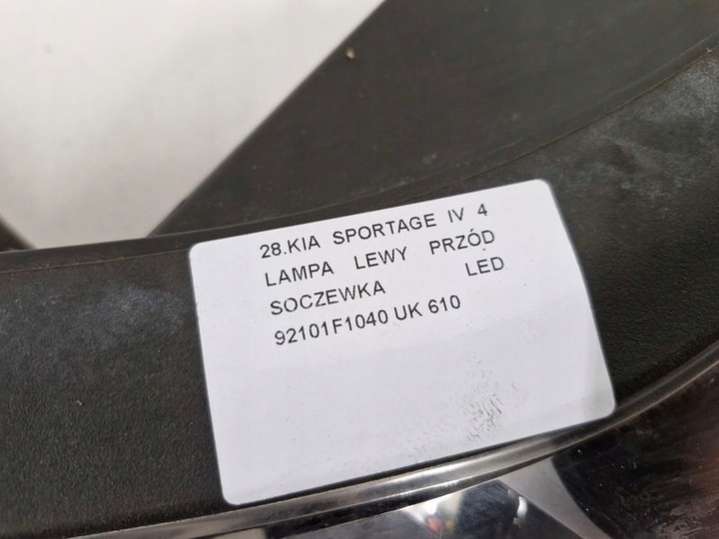 28.KIA SPORTAGE IV 4
LAMPA LEWY PRZÓD
SOCZEWKA LED
92101F1040 UK 610